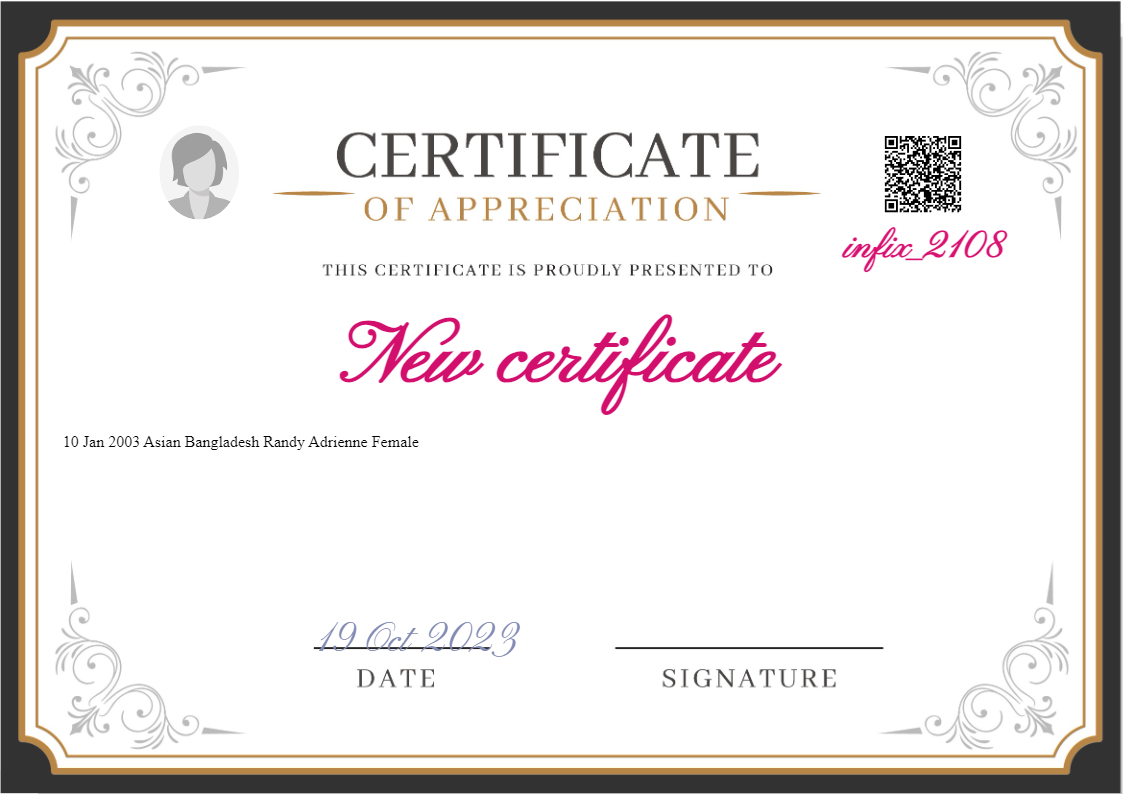 CERTIFICATE
OF APPRECIATION
infix_2108
THIS CERTIFICATE IS PROUDLY PRESENTED TO
New certificate
10 Jan 2003 Asian Bangladesh Randy Adrienne Female
19 Oct 2023
DATE
SIGNATURE